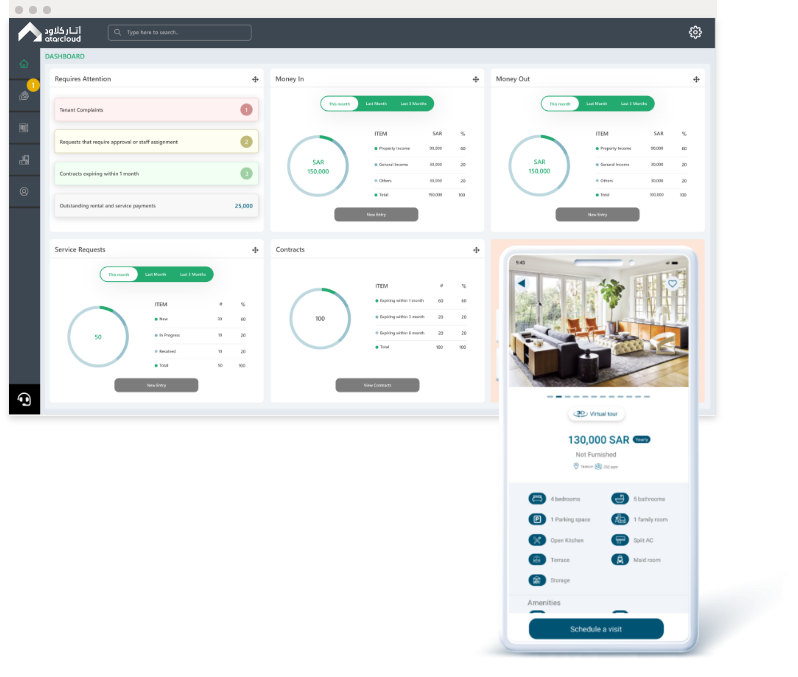 آتار كلاود
atarcloud
Type here to search..
DASHBOARD
1
Requires Attention
Tenant Complaints 1
Requests that require approval or staff assignment 2
Contracts expiring within 1 month 3
Outstanding rental and service payments 25,000
Money In
This month Last Month Last 3 Months
SAR
150,000
ITEM SAR %
Property Income 90,000 60
General Income 30,000 20
Others 30,000 20
Total 150,000 100
New Entry
Money Out
This month Last Month Last 3 Months
SAR
150,000
ITEM SAR %
Property Income 90,000 60
General Income 30,000 20
Others 30,000 20
Total 150,000 100
New Entry
Service Requests
This month Last Month Last 3 Months
50
ITEM # %
New 60
In Progress 10 20
Resolved 10 20
Total 50 100
New Entry
Contracts
100
ITEM # %
Expiring within 1 month 60 60
Expiring within 3 month 20 20
Expiring within 6 month 20 20
Total 100 100
View Contracts
9:45
Virtual tour
130,000 SAR Yearly
Not Furnished
4 bedrooms 5 bathrooms
1 Parking space 1 family room
Open Kitchen Split AC
Terrace Maid room
Storage
Amenities
Schedule a visit